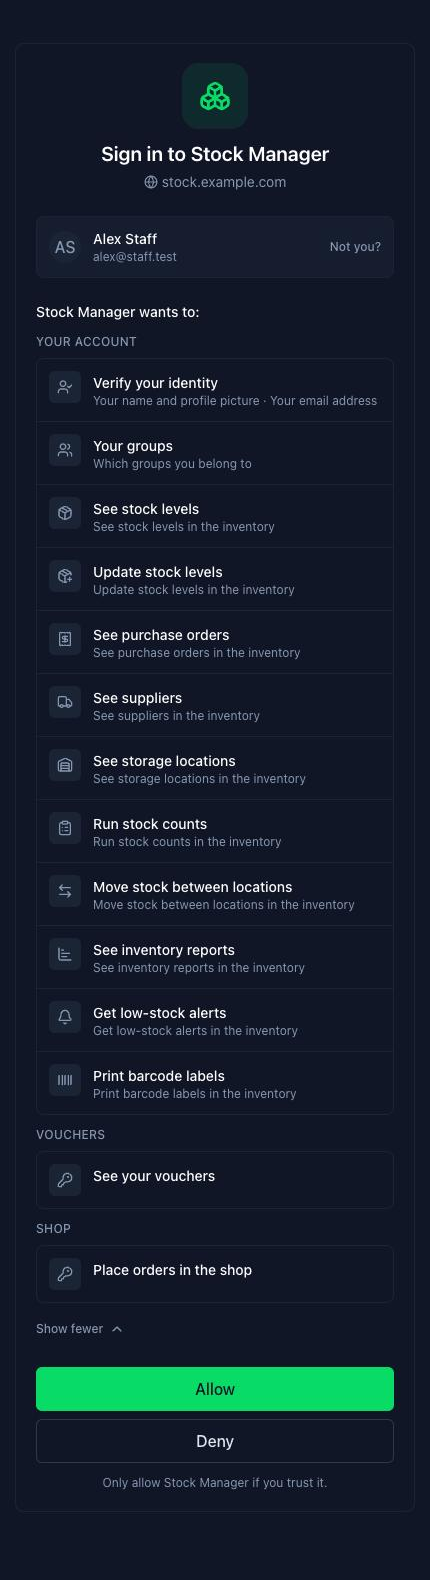 Sign in to Stock Manager
stock.example.com
AS
Alex Staff
alex@staff.test
Not you?
Stock Manager wants to:
YOUR ACCOUNT
Verify your identity
Your name and profile picture · Your email address
Your groups
Which groups you belong to
See stock levels
See stock levels in the inventory
Update stock levels
Update stock levels in the inventory
See purchase orders
See purchase orders in the inventory
See suppliers
See suppliers in the inventory
See storage locations
See storage locations in the inventory
Run stock counts
Run stock counts in the inventory
Move stock between locations
Move stock between locations in the inventory
See inventory reports
See inventory reports in the inventory
Get low-stock alerts
Get low-stock alerts in the inventory
Print barcode labels
Print barcode labels in the inventory
VOUCHERS
See your vouchers
SHOP
Place orders in the shop
Show fewer
Allow
Deny
Only allow Stock Manager if you trust it.